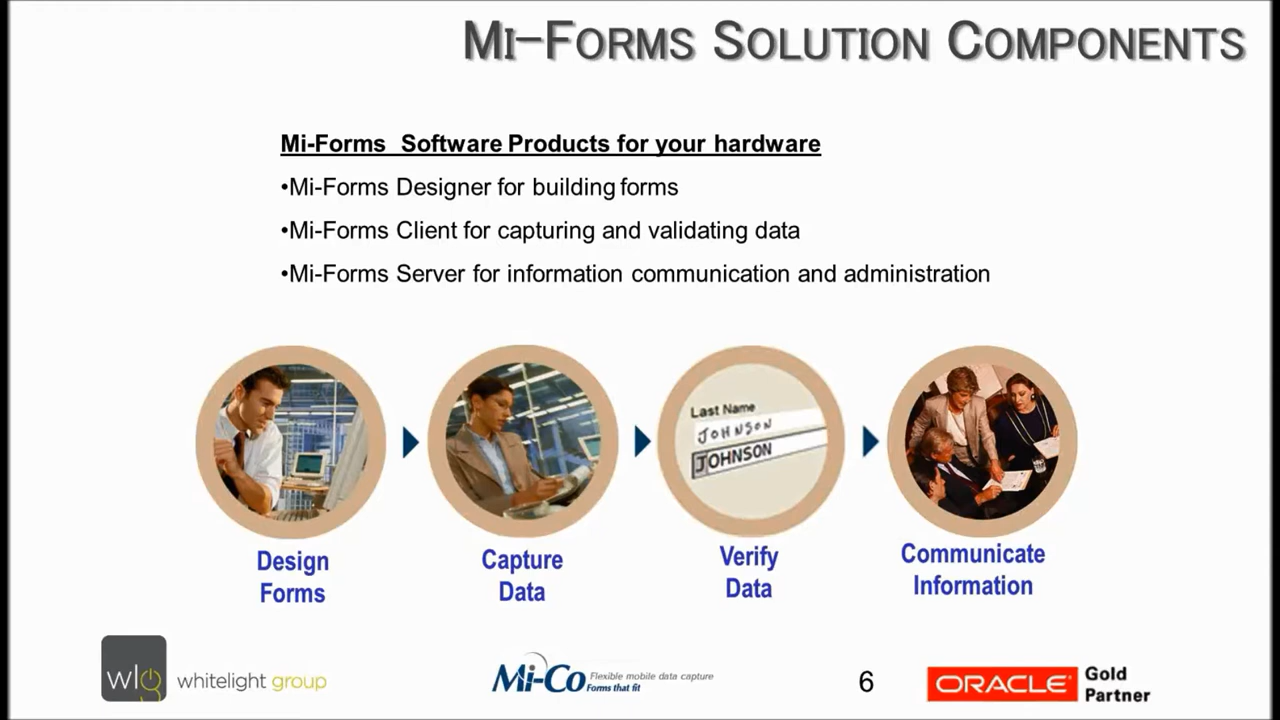 MI-FORMS SOLUTION COMPONENTS
Mi-Forms Software Products for your hardware
•Mi-Forms Designer for building forms
•Mi-Forms Client for capturing and validating data
•Mi-Forms Server for information communication and administration
Last Name
JOHNSON
JOHNSON
Design
Forms
Capture
Data
Verify
Data
Communicate
Information
wlg whitelight group
Mi-Co Flexible mobile data capture
Forms that fit
6
ORACLE Gold
Partner